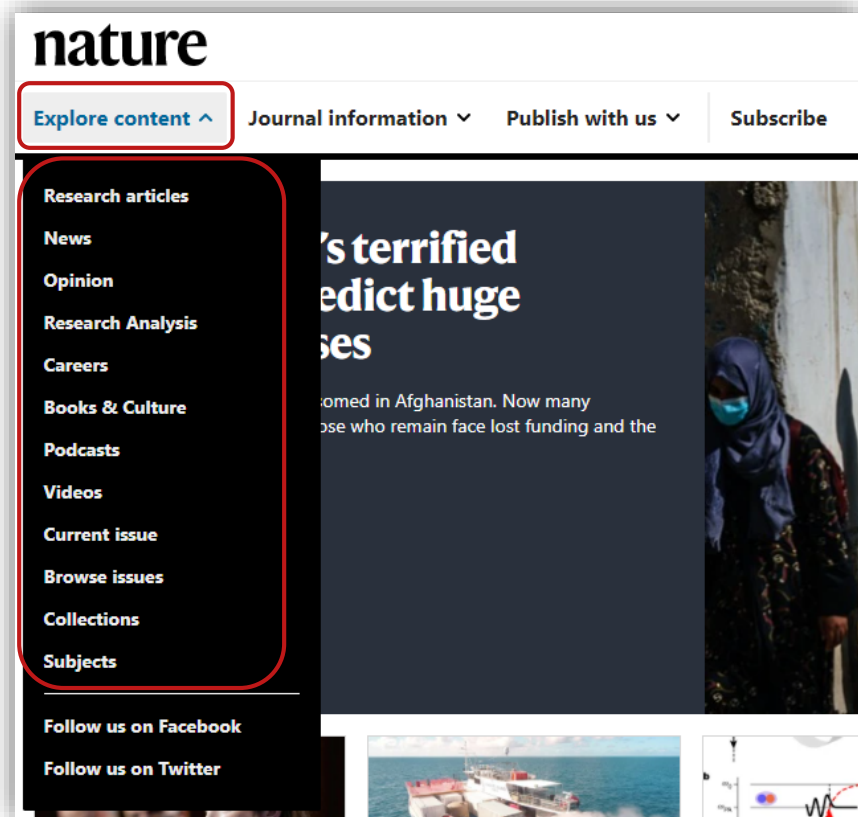 nature
Explore content
Journal information
Publish with us
Subscribe
Research articles
News
Opinion
Research Analysis
Careers
Books & Culture
Podcasts
Videos
Current issue
Browse issues
Collections
Subjects
Follow us on Facebook
Follow us on Twitter
's terrified
edict huge
ses
comed in Afghanistan. Now many
ose who remain face lost funding and the
b